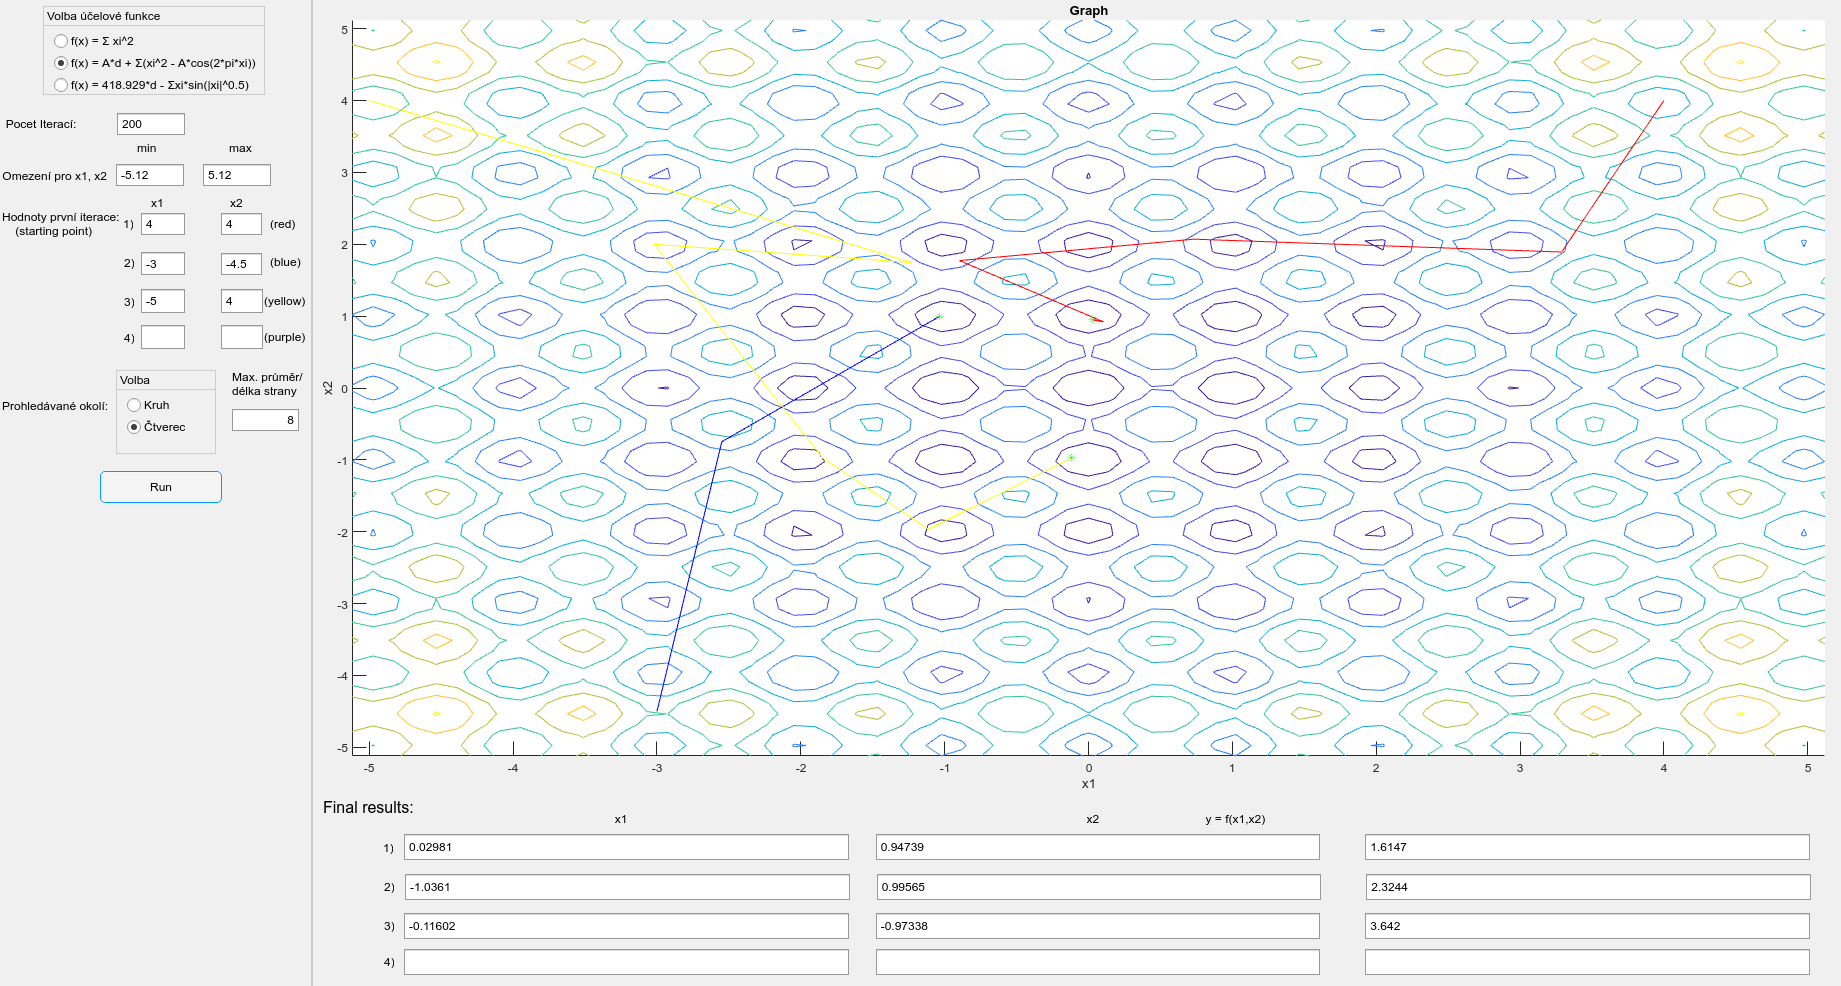 Volba účelové funkce
f(x) = Σ xi^2
f(x) = A*d + Σ(xi^2 - A*cos(2*pi*xi))
f(x) = 418.929*d - Σxi*sin(|xi|^0.5)
Pocet Iterací: 200
min max
Omezení pro x1, x2 -5.12 5.12
x1 x2
Hodnoty první iterace:
(starting point)
1) 4 4 (red)
2) -3 -4.5 (blue)
3) -5 4 (yellow)
4) (purple)
Volba
Max. průměr/
délka strany
Prohledávané okolí:
Kruh
Čtverec
8
Run
Graph
5
4
3
2
1
0
-1
-2
-3
-4
-5
x2
-5 -4 -3 -2 -1 0 1 2 3 4 5
x1
Final results:
x1 x2 y = f(x1,x2)
1) 0.02981 0.94739 1.6147
2) -1.0361 0.99565 2.3244
3) -0.11602 -0.97338 3.642
4)